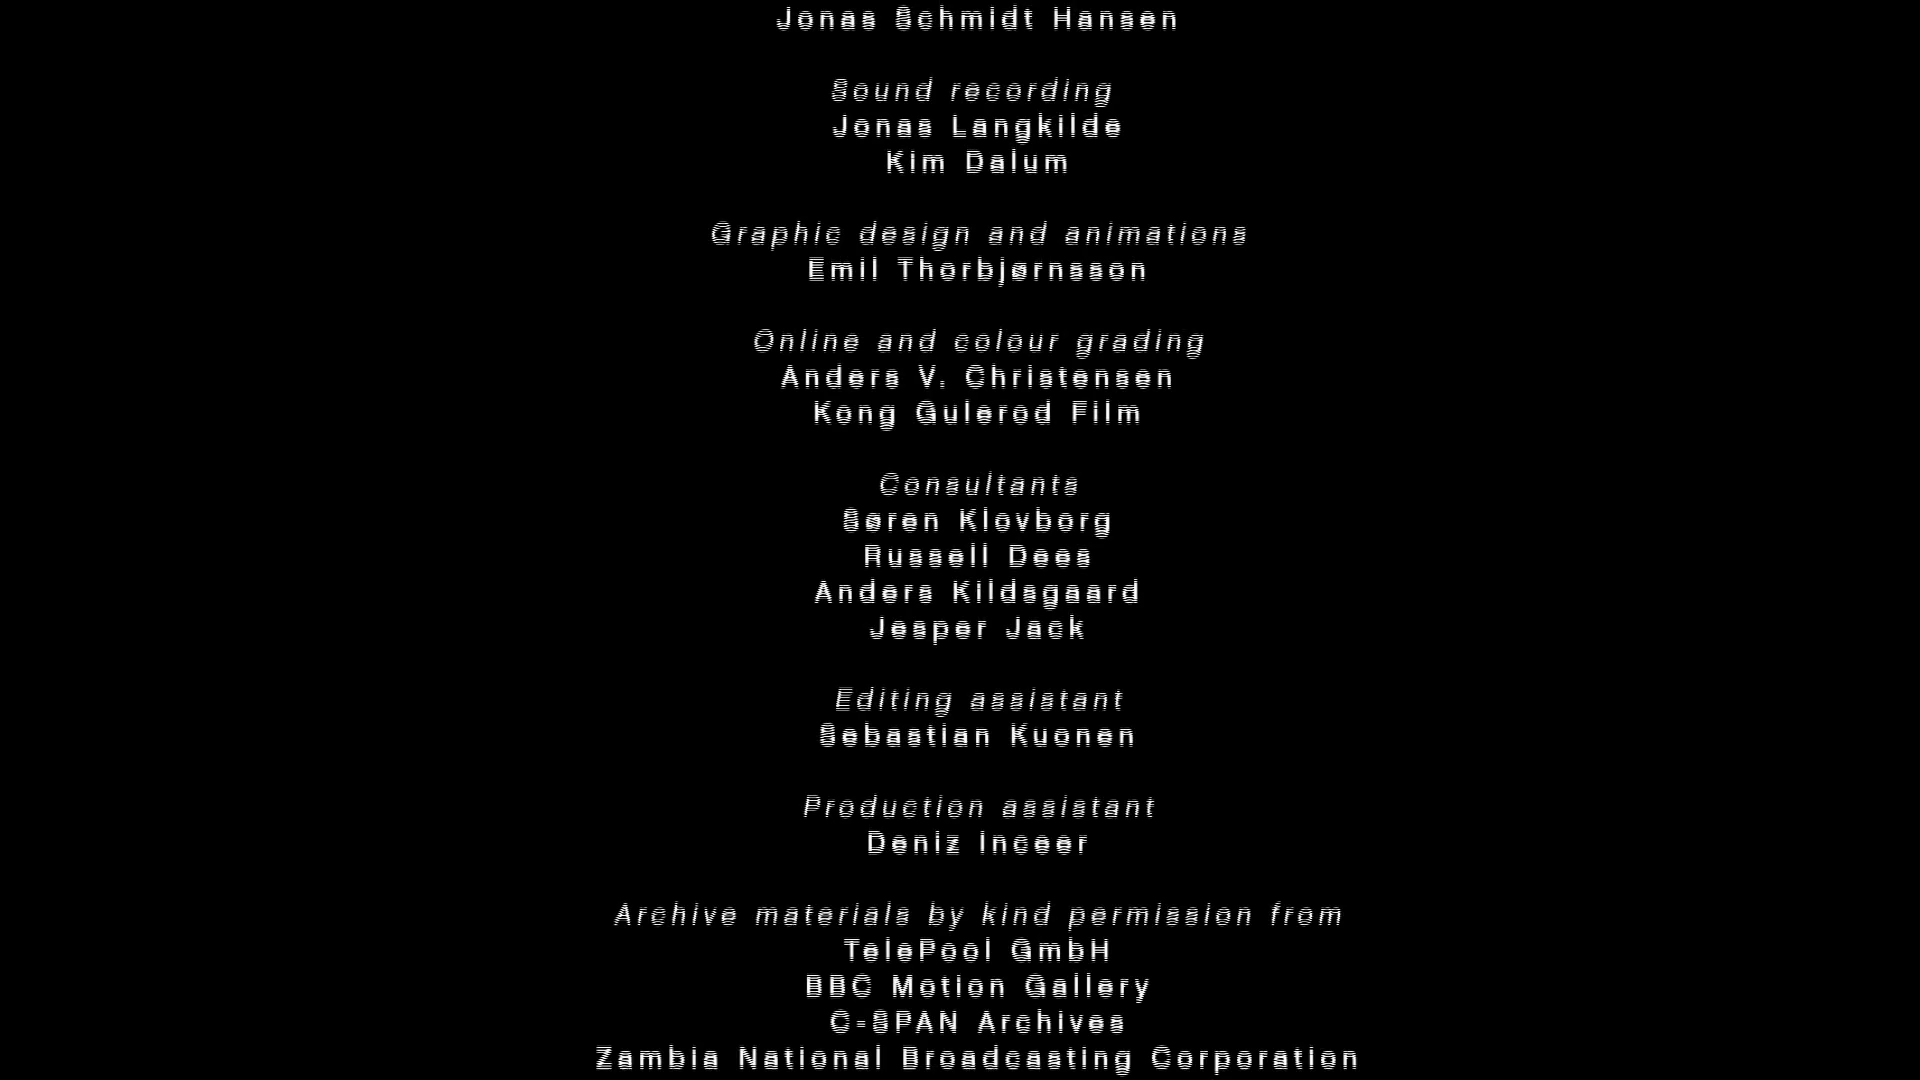 Jonas Schmidt Hansen
Sound recording
Jonas Langkilde
Kim Dalum
Graphic design and animations
Emil Thorbjørnsson
Online and colour grading
Anders V. Christensen
Kong Gulerod Film
Consultants
Søren Klovborg
Russell Dees
Anders Kildsgaard
Jesper Jack
Editing assistant
Sebastian Kuonen
Production assistant
Deniz Inceer
Archive materials by kind permission from
TelePool GmbH
BBC Motion Gallery
C-SPAN Archives
Zambia National Broadcasting Corporation